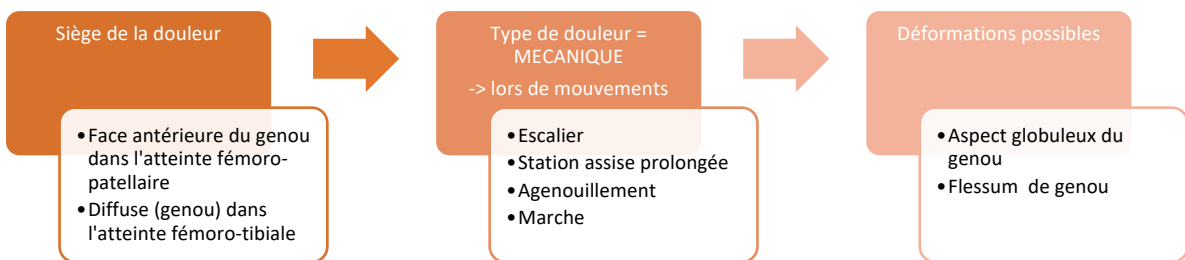 Siège de la douleur
•Face antérieure du genou
dans l'atteinte fémoro-
patellaire
•Diffuse (genou) dans
l'atteinte fémoro-tibiale
Type de douleur =
MECANIQUE
-> lors de mouvements
•Escalier
•Station assise prolongée
•Agenouillement
•Marche
Déformations possibles
•Aspect globuleux du
genou
•Flessum de genou